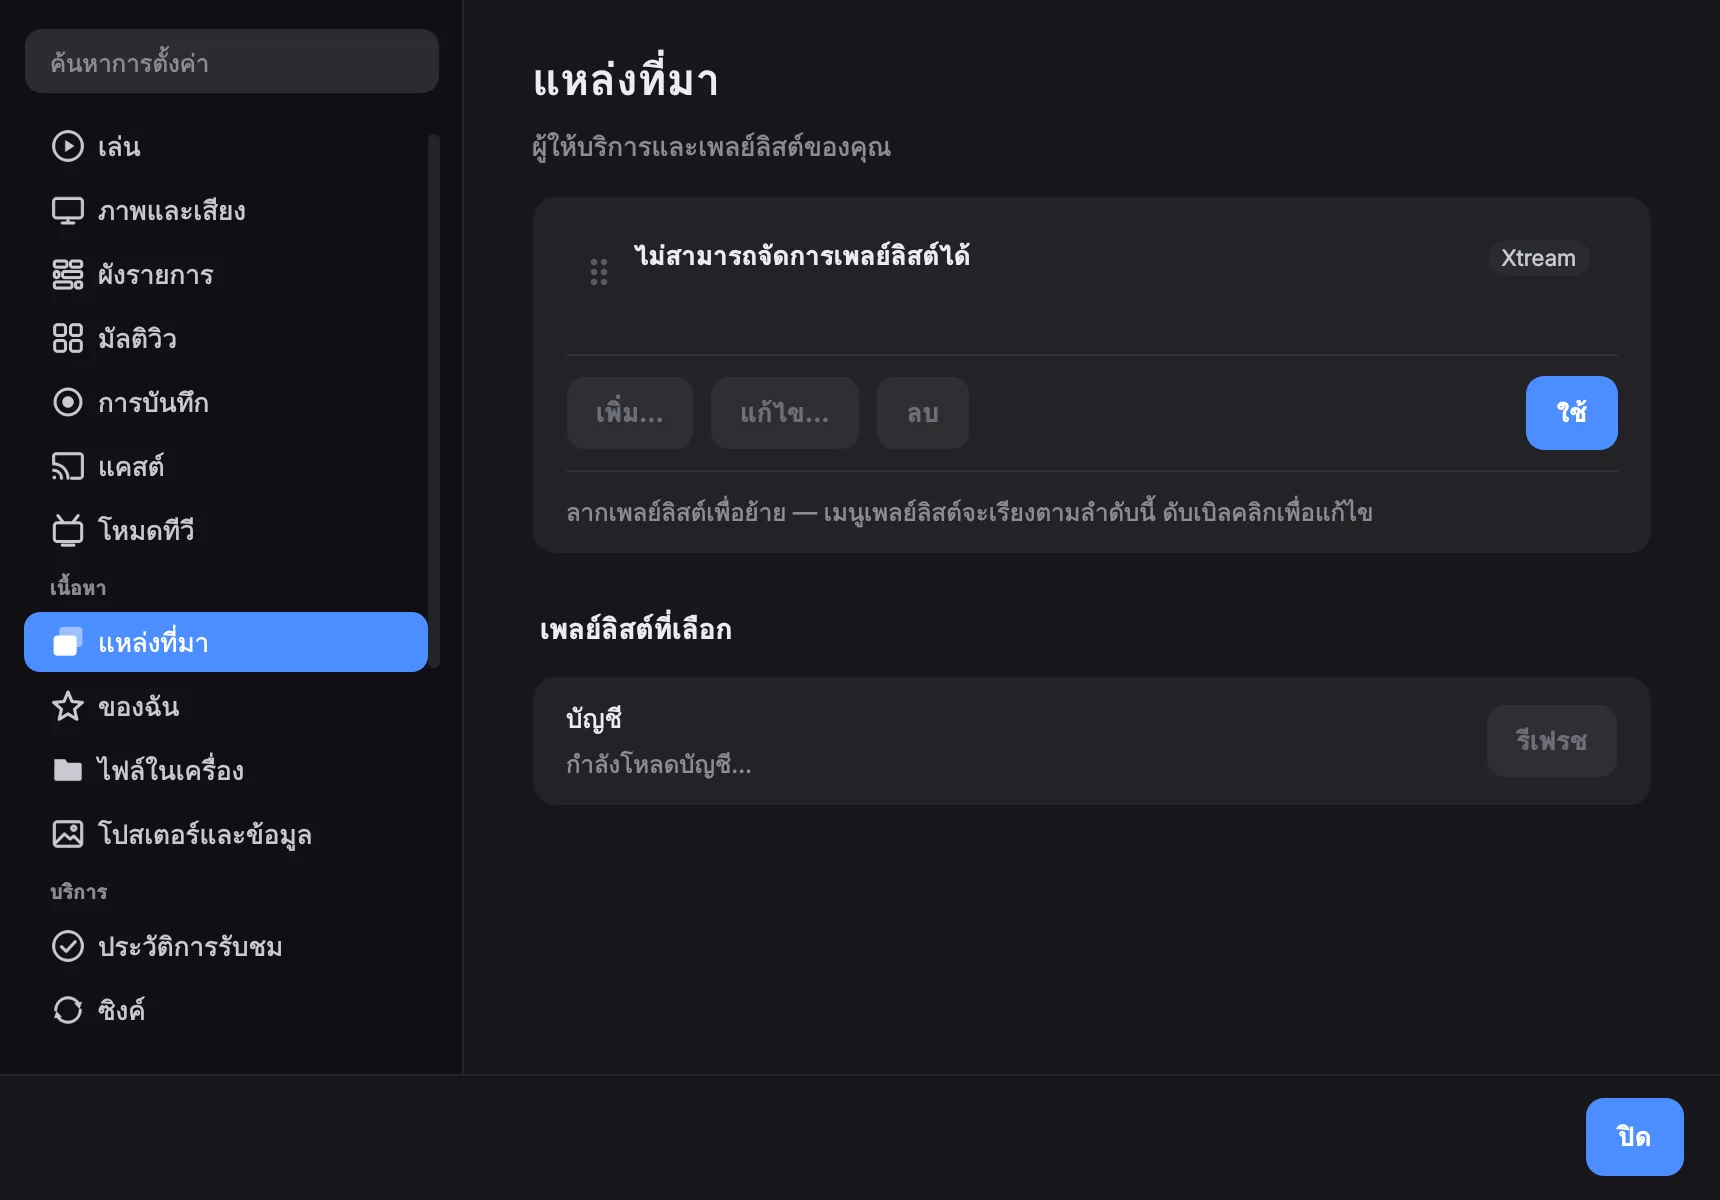 ค้นหาการตั้งค่า
เล่น
ภาพและเสียง
ผังรายการ
มัลติวิว
การบันทึก
แคสต์
โหมดทีวี
เนื้อหา
แหล่งที่มา
ของฉัน
ไฟล์ในเครื่อง
โปสเตอร์และข้อมูล
บริการ
ประวัติการรับชม
ซิงค์
แหล่งที่มา
ผู้ให้บริการและเพลย์ลิสต์ของคุณ
ไม่สามารถจัดการเพลย์ลิสต์ได้
Xtream
เพิ่ม...
แก้ไข...
ลบ
ใช้
ลากเพลย์ลิสต์เพื่อย้าย — เมนูเพลย์ลิสต์จะเรียงตามลำดับนี้ ดับเบิลคลิกเพื่อแก้ไข
เพลย์ลิสต์ที่เลือก
บัญชี
กำลังโหลดบัญชี...
รีเฟรช
ปิด